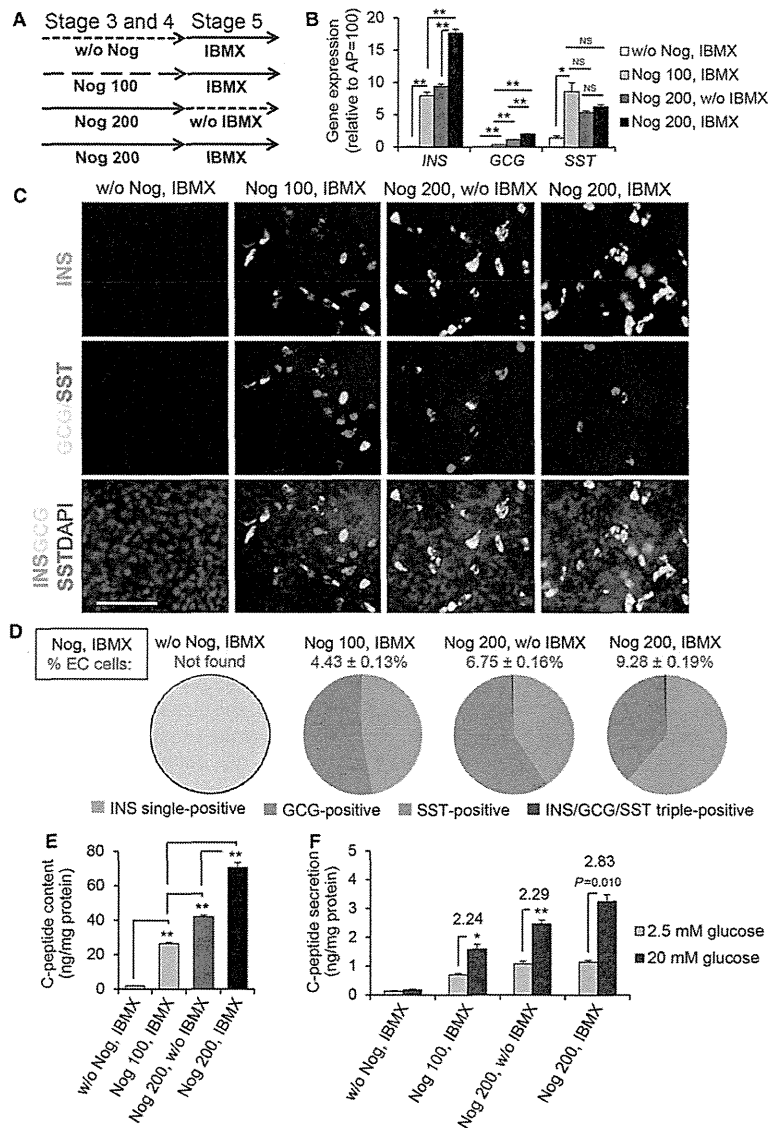 A
Stage 3 and 4 Stage 5
w/o Nog IBMX
Nog 100 IBMX
Nog 200 w/o IBMX
Nog 200 IBMX
B
Gene expression
(relative to AP=100)
20
15
10
5
0
** ** **
** ** ** ** **
* NS NS NS
INS GCG SST
w/o Nog, IBMX
Nog 100, IBMX
Nog 200, w/o IBMX
Nog 200, IBMX
C
w/o Nog, IBMX Nog 100, IBMX Nog 200, w/o IBMX Nog 200, IBMX
INS
GCG/SST
INSGCG
SSTDAPI
D
Nog, IBMX
% EC cells:
w/o Nog, IBMX
Not found
Nog 100, IBMX
4.43 ± 0.13%
Nog 200, w/o IBMX
6.75 ± 0.16%
Nog 200, IBMX
9.28 ± 0.19%
INS single-positive GCG-positive SST-positive INS/GCG/SST triple-positive
E
C-peptide content
(ng/mg protein)
80
60
40
20
0
** ** **
w/o Nog, IBMX
Nog 100, IBMX
Nog 200, w/o IBMX
Nog 200, IBMX
F
C-peptide secretion
(ng/mg protein)
5
4
3
2
1
0
2.24
*
2.29
**
2.83
P=0.010
2.5 mM glucose
20 mM glucose
w/o Nog, IBMX
Nog 100, IBMX
Nog 200, w/o IBMX
Nog 200, IBMX